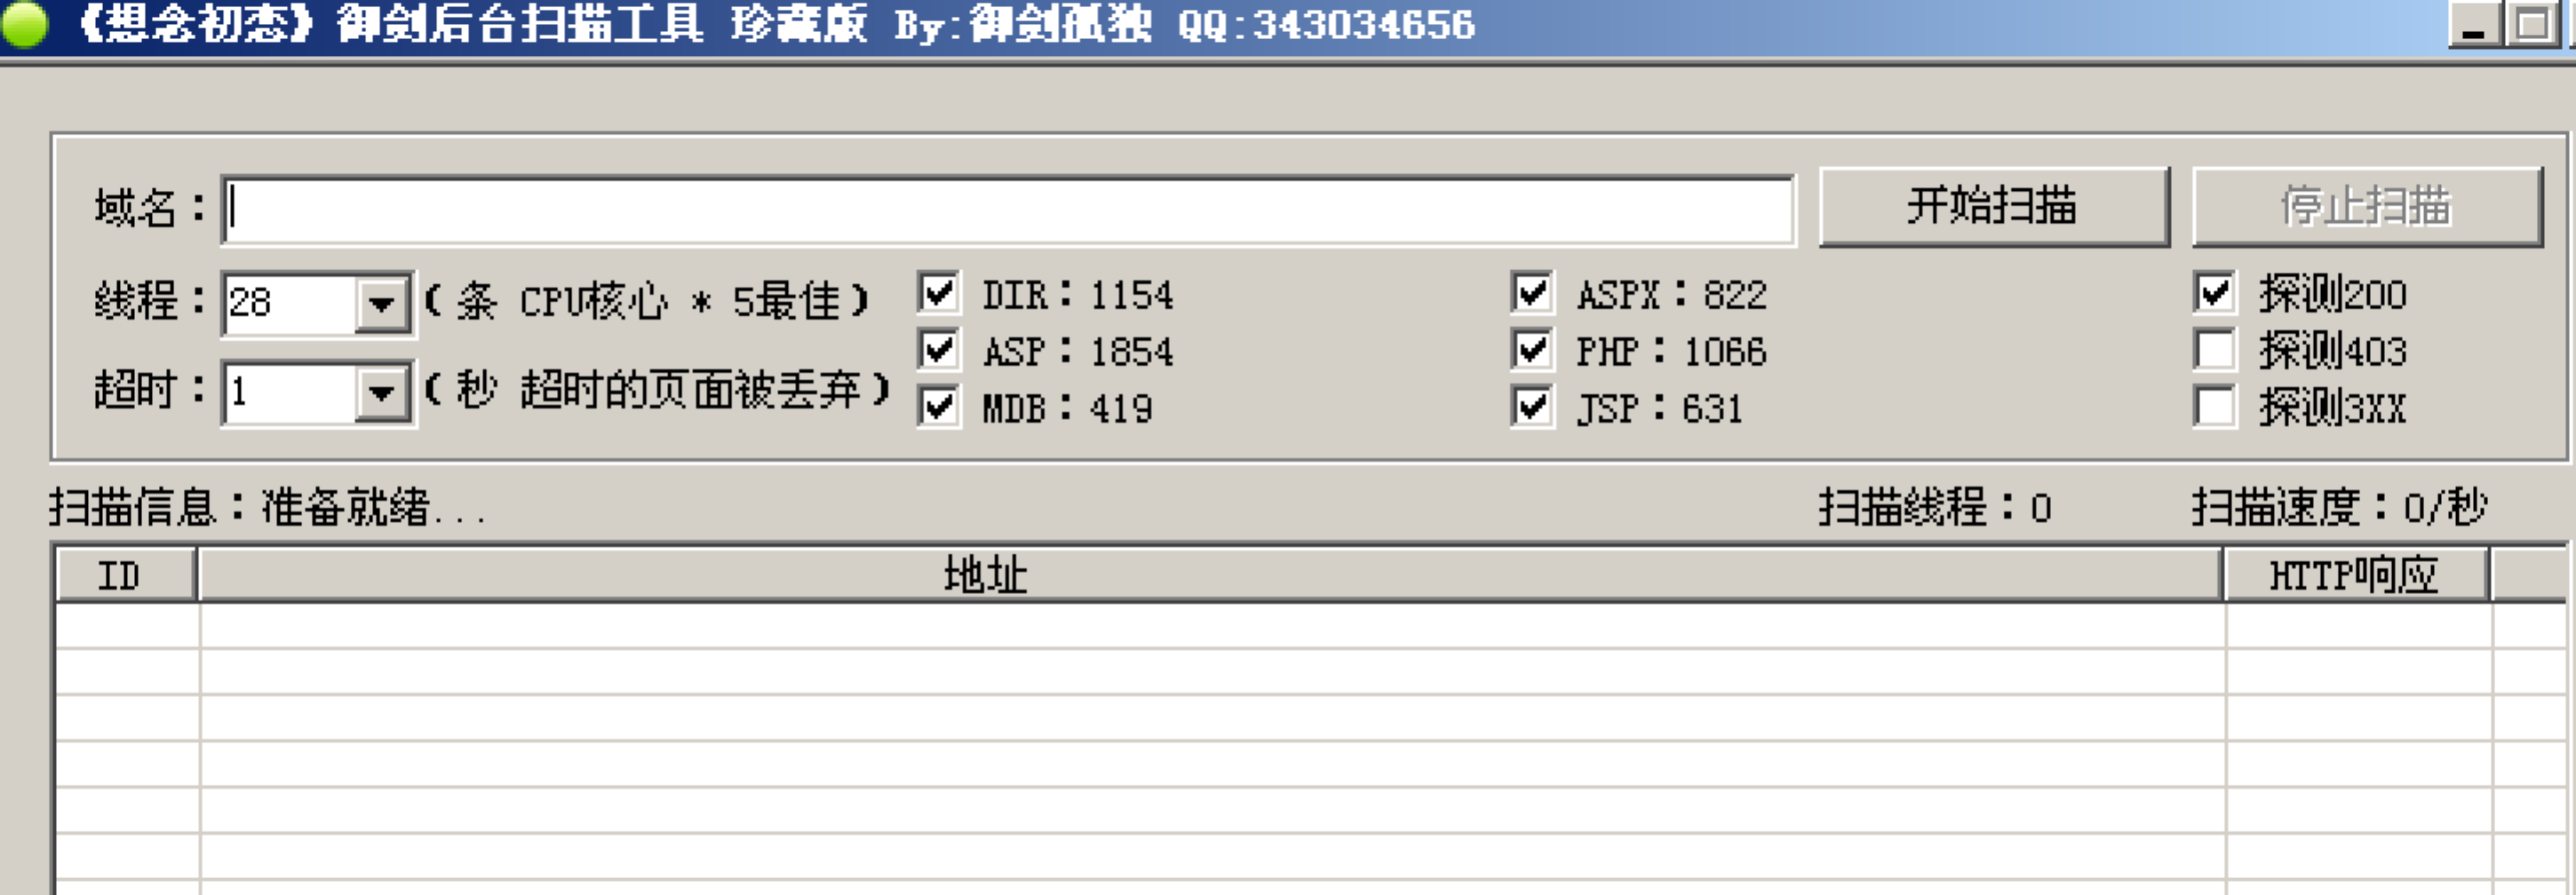 《想念初恋》御剑后台扫描工具 珍藏版 By:御剑孤独 QQ:343034656
域名： 开始扫描 停止扫描
线程：28 （条 CPU核心 * 5最佳） DIR：1154 ASPX：822 探测200
ASP：1854 PHP：1066 探测403
超时：1 （秒 超时的页面被丢弃） MDB：419 JSP：631 探测3XX
扫描信息：准备就绪... 扫描线程：0 扫描速度：0/秒
ID 地址 HTTP响应